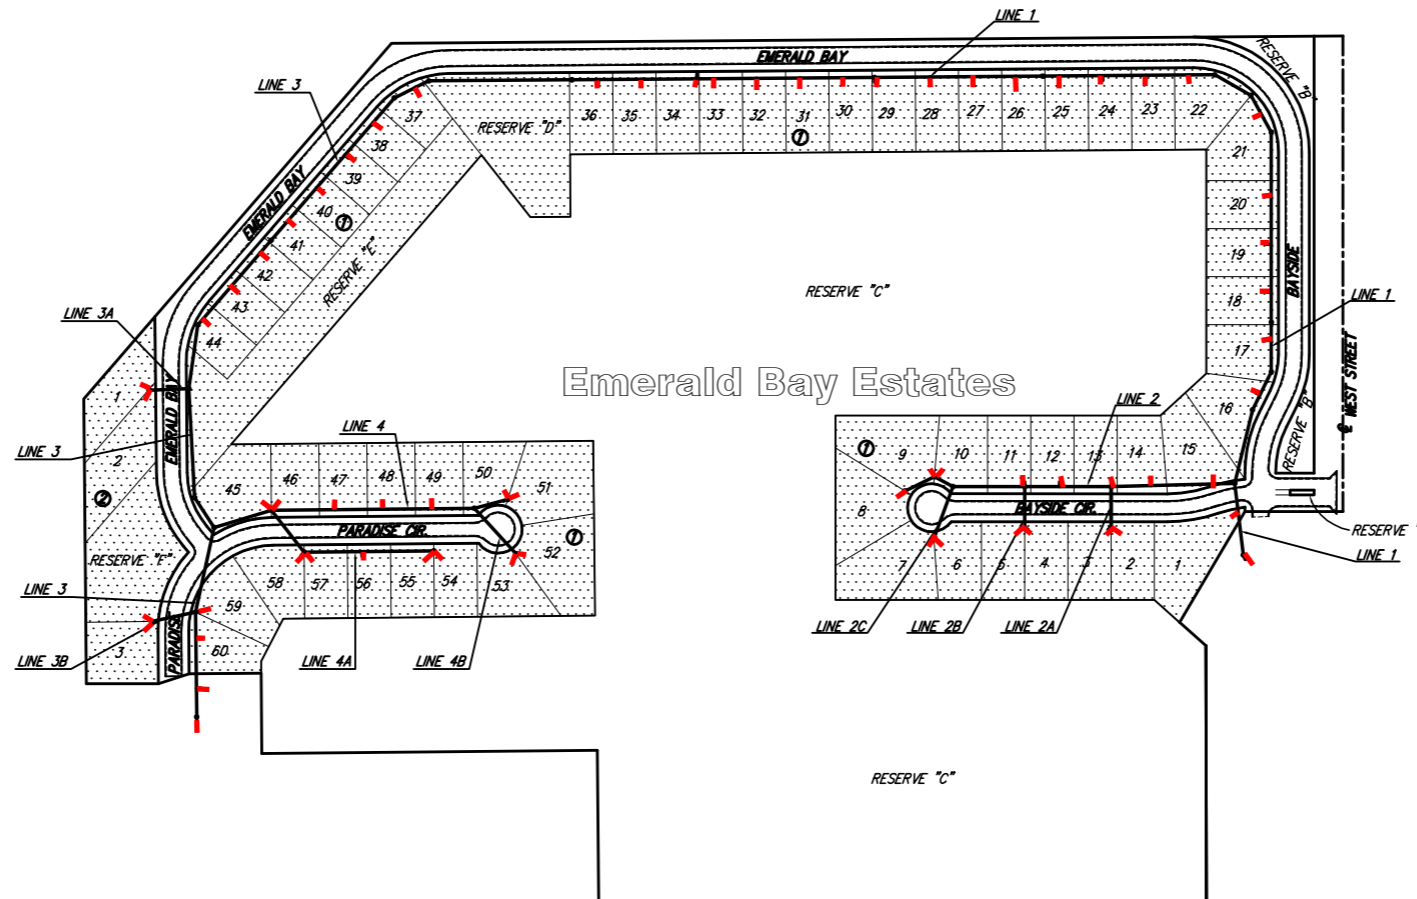 LINE 1
EMERALD BAY
RESERVE "B"
LINE 3
37
RESERVE "D"
36
35
34
33
32
31
30
29
28
27
26
25
24
23
22
1
38
39
40
1
41
42
43
44
EMERALD BAY
RESERVE "E"
21
20
19
18
17
16
BAYSIDE
LINE 1
RESERVE "C"
LINE 3A
WEST STREET
Emerald Bay Estates
1
2
2
EMERALD BAY
LINE 3
LINE 4
LINE 2
RESERVE "B"
45
46
47
48
49
50
51
1
9
10
11
12
13
14
15
8
PARADISE CIR.
1
BAYSIDE CIR.
RESERVE "
LINE 1
RESERVE "F"
52
58
57
56
55
54
53
7
6
5
4
3
2
1
LINE 3
59
60
3
PARADISE
LINE 3B
LINE 4A
LINE 4B
LINE 2C
LINE 2B
LINE 2A
RESERVE "C"